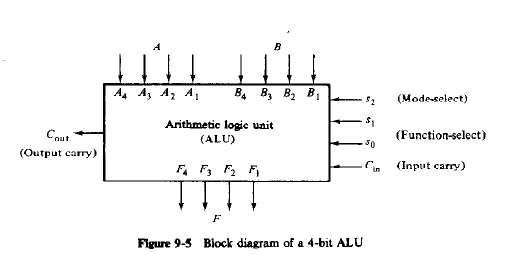 A B
A4 A3 A2 A1 B4 B3 B2 B1
s2 (Mode-select)
s1
Arithmetic logic unit
(ALU)
(Function-select)
s0
Cout
(Output carry)
Cin (Input carry)
F4 F3 F2 F1
F
Figure 9-5 Block diagram of a 4-bit ALU